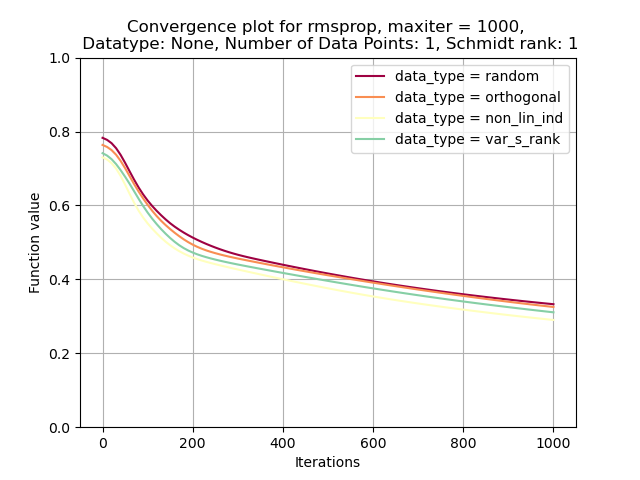 Convergence plot for rmsprop, maxiter = 1000,
Datatype: None, Number of Data Points: 1, Schmidt rank: 1
1.0
0.8
0.6
0.4
0.2
0.0
Function value
data_type = random
data_type = orthogonal
data_type = non_lin_ind
data_type = var_s_rank
0 200 400 600 800 1000
Iterations